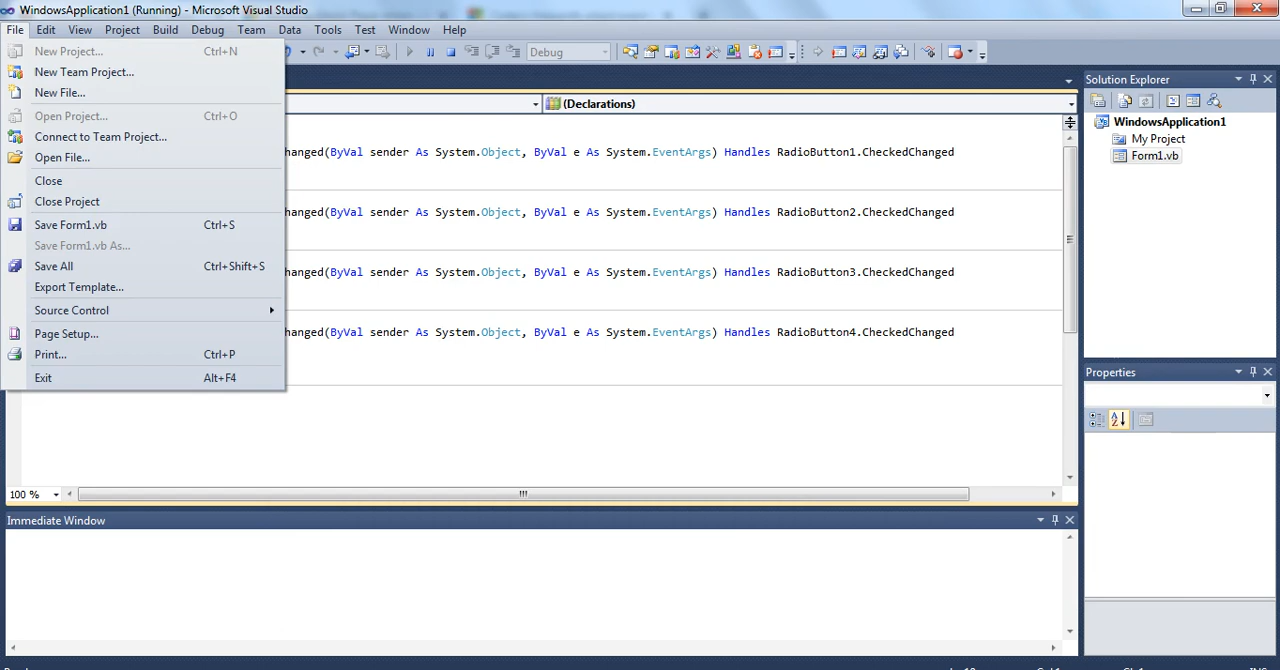 WindowsApplication1 (Running) - Microsoft Visual Studio
File Edit View Project Build Debug Team Data Tools Test Window Help
New Project... Ctrl+N
New Team Project...
New File...
Open Project... Ctrl+O
Connect to Team Project...
Open File...
Close
Close Project
Save Form1.vb Ctrl+S
Save Form1.vb As...
Save All Ctrl+Shift+S
Export Template...
Source Control
Page Setup...
Print... Ctrl+P
Exit Alt+F4
Debug
(Declarations)
hanged(ByVal sender As System.Object, ByVal e As System.EventArgs) Handles RadioButton1.CheckedChanged
hanged(ByVal sender As System.Object, ByVal e As System.EventArgs) Handles RadioButton2.CheckedChanged
hanged(ByVal sender As System.Object, ByVal e As System.EventArgs) Handles RadioButton3.CheckedChanged
hanged(ByVal sender As System.Object, ByVal e As System.EventArgs) Handles RadioButton4.CheckedChanged
100 %
Immediate Window
Solution Explorer
WindowsApplication1
My Project
Form1.vb
Properties